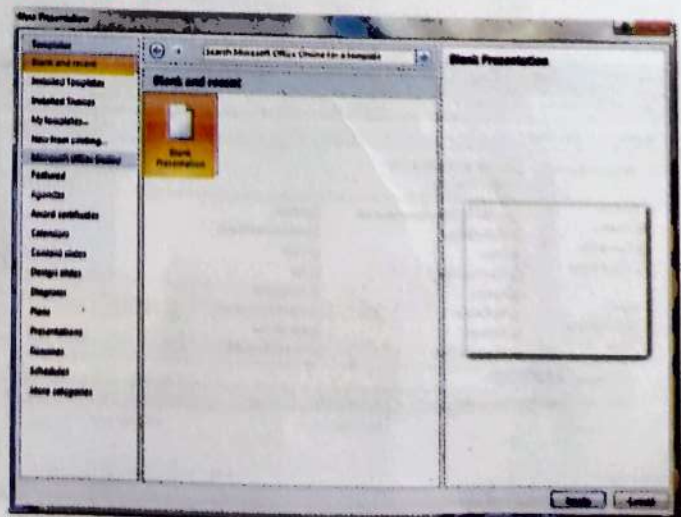 New Presentation
Templates
Blank and recent
Installed Templates
Installed Themes
My templates...
New from existing...
Microsoft Office Online
Featured
Agendas
Award certificates
Calendars
Content slides
Design slides
Diagrams
Plans
Presentations
Resumes
Schedules
More categories
Search Microsoft Office Online for a template
Blank and recent
Blank
Presentation
Blank Presentation
Cancel